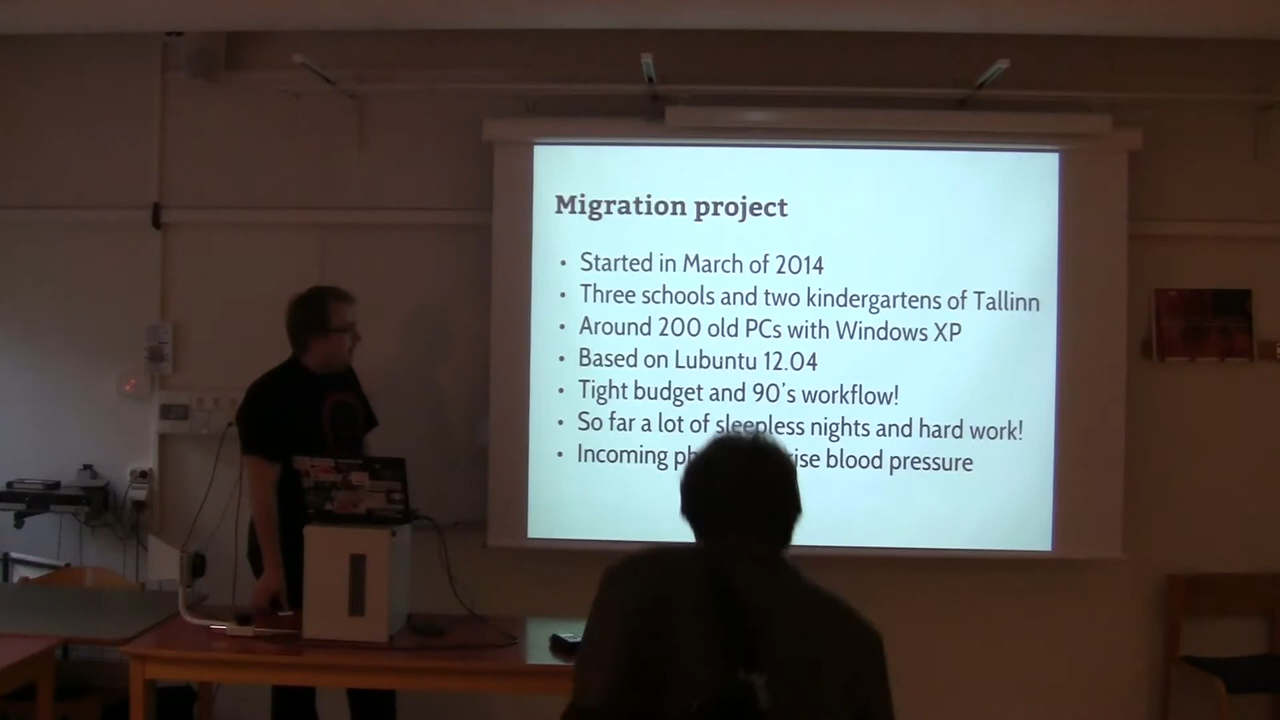 Migration project
• Started in March of 2014
• Three schools and two kindergartens of Tallinn
• Around 200 old PCs with Windows XP
• Based on Lubuntu 12.04
• Tight budget and 90's workflow!
• So far a lot of sleepless nights and hard work!
• Incoming blood pressure